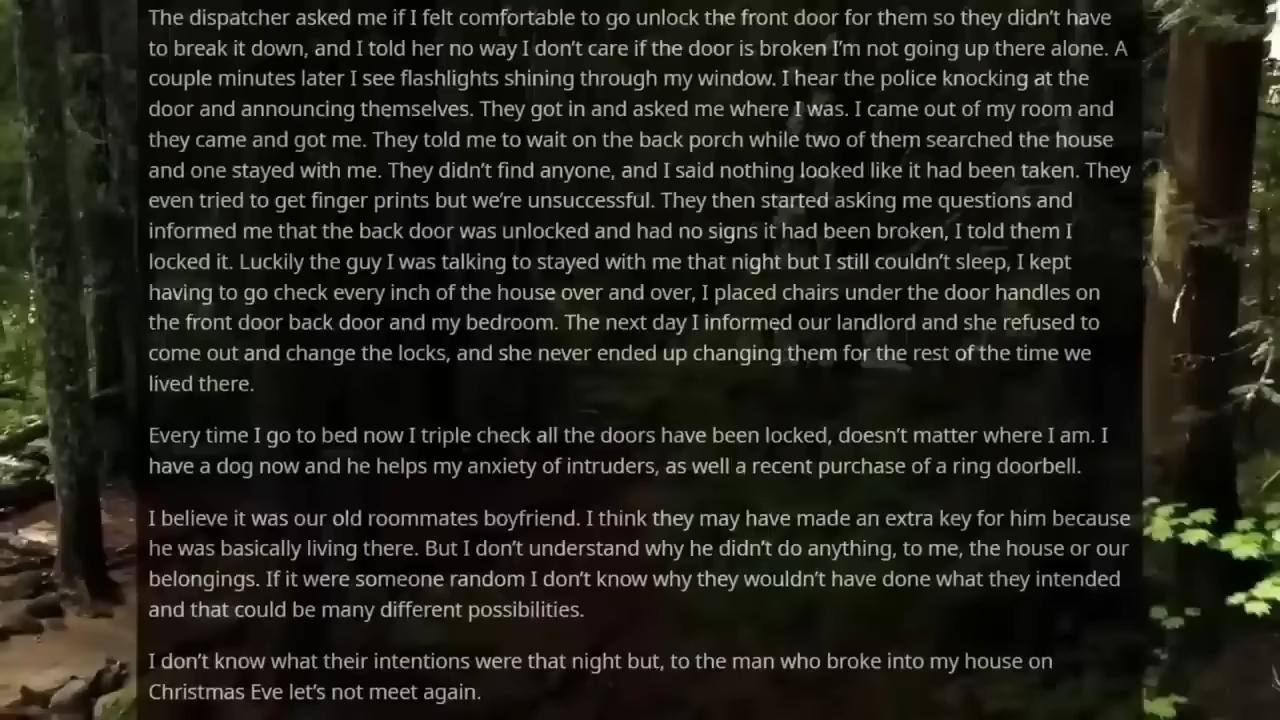 The dispatcher asked me if I felt comfortable to go unlock the front door for them so they didn't have
to break it down, and I told her no way I don't care if the door is broken I'm not going up there alone. A
couple minutes later I see flashlights shining through my window. I hear the police knocking at the
door and announcing themselves. They got in and asked me where I was. I came out of my room and
they came and got me. They told me to wait on the back porch while two of them searched the house
and one stayed with me. They didn't find anyone, and I said nothing looked like it had been taken. They
even tried to get finger prints but we're unsuccessful. They then started asking me questions and
informed me that the back door was unlocked and had no signs it had been broken, I told them I
locked it. Luckily the guy I was talking to stayed with me that night but I still couldn't sleep, I kept
having to go check every inch of the house over and over, I placed chairs under the door handles on
the front door back door and my bedroom. The next day I informed our landlord and she refused to
come out and change the locks, and she never ended up changing them for the rest of the time we
lived there.
Every time I go to bed now I triple check all the doors have been locked, doesn't matter where I am. I
have a dog now and he helps my anxiety of intruders, as well a recent purchase of a ring doorbell.
I believe it was our old roommates boyfriend. I think they may have made an extra key for him because
he was basically living there. But I don't understand why he didn't do anything, to me, the house or our
belongings. If it were someone random I don't know why they wouldn't have done what they intended
and that could be many different possibilities.
I don't know what their intentions were that night but, to the man who broke into my house on
Christmas Eve let's not meet again.